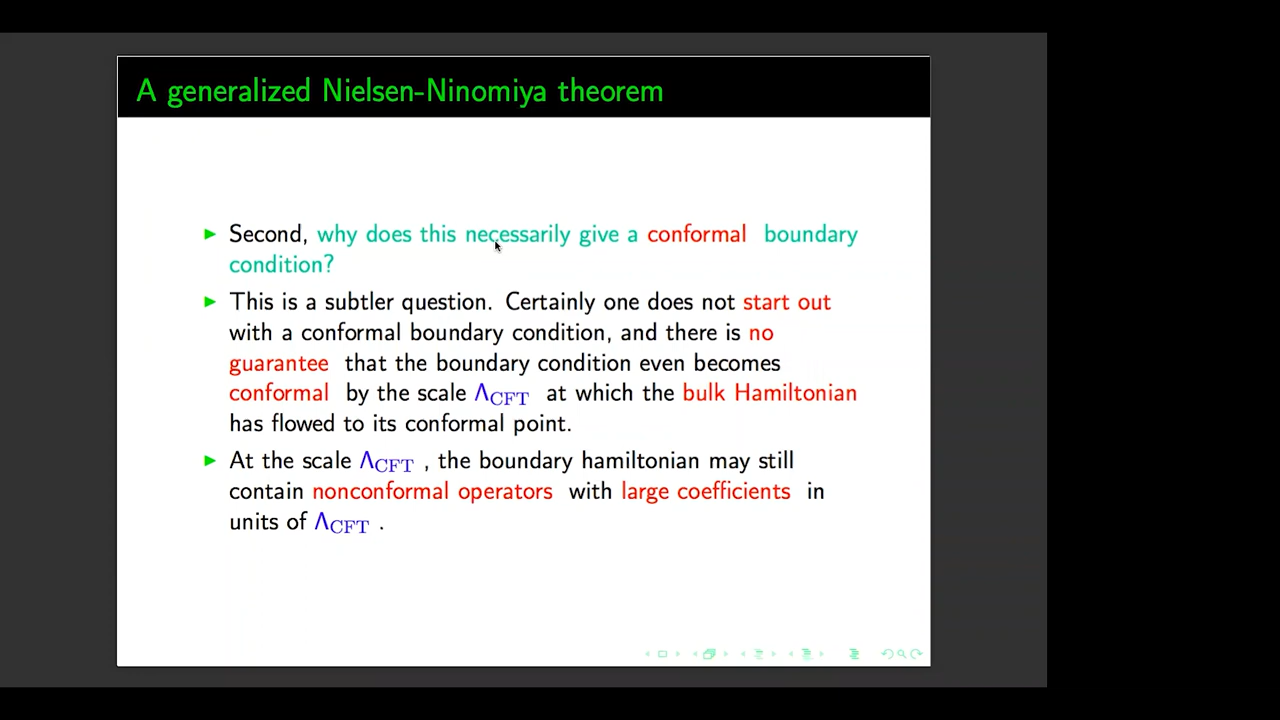 A generalized Nielsen-Ninomiya theorem
Second, why does this necessarily give a conformal boundary
condition?
This is a subtler question. Certainly one does not start out
with a conformal boundary condition, and there is no
guarantee that the boundary condition even becomes
conformal by the scale Λ_CFT at which the bulk Hamiltonian
has flowed to its conformal point.
At the scale Λ_CFT , the boundary hamiltonian may still
contain nonconformal operators with large coefficients in
units of Λ_CFT .